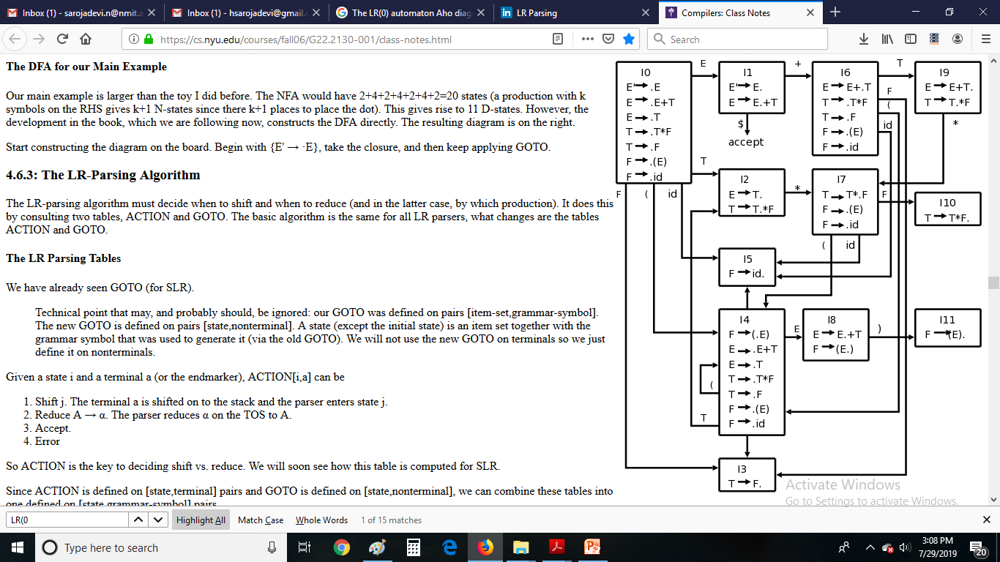 Inbox (1) - sarojadevi.n@nmit.a
Inbox (1) - hsarojadevi@gmail.
The LR(0) automaton Aho diag
LR Parsing
Compilers: Class Notes
https://cs.nyu.edu/courses/fall06/G22.2130-001/class-notes.html
Search
The DFA for our Main Example
Our main example is larger than the toy I did before. The NFA would have 2+4+2+4+2+4+2=20 states (a production with k
symbols on the RHS gives k+1 N-states since there k+1 places to place the dot). This gives rise to 11 D-states. However, the
development in the book, which we are following now, constructs the DFA directly. The resulting diagram is on the right.
Start constructing the diagram on the board. Begin with {E' → ·E}, take the closure, and then keep applying GOTO.
4.6.3: The LR-Parsing Algorithm
The LR-parsing algorithm must decide when to shift and when to reduce (and in the latter case, by which production). It does this
by consulting two tables, ACTION and GOTO. The basic algorithm is the same for all LR parsers, what changes are the tables
ACTION and GOTO.
The LR Parsing Tables
We have already seen GOTO (for SLR).
Technical point that may, and probably should, be ignored: our GOTO was defined on pairs [item-set,grammar-symbol].
The new GOTO is defined on pairs [state,nonterminal]. A state (except the initial state) is an item set together with the
grammar symbol that was used to generate it (via the old GOTO). We will not use the new GOTO on terminals so we just
define it on nonterminals.
Given a state i and a terminal a (or the endmarker), ACTION[i,a] can be
1. Shift j. The terminal a is shifted on to the stack and the parser enters state j.
2. Reduce A → α. The parser reduces α on the TOS to A.
3. Accept.
4. Error
So ACTION is the key to deciding shift vs. reduce. We will soon see how this table is computed for SLR.
Since ACTION is defined on [state,terminal] pairs and GOTO is defined on [state,nonterminal], we can combine these tables into
one defined on [state,grammar-symbol] pairs.
I0
E'→.E
E→.E+T
E→.T
T→.T*F
T→.F
F→.(E)
F→.id
E
I1
E'→E.
E→E.+T
$
accept
+
I6
E→E+.T
T→.T*F
T→.F
F→.(E)
F→.id
T
F
(
id
I9
E→E+T.
T→T.*F
*
T
I2
E→T.
T→T.*F
*
I7
T→T*.F
F→.(E)
F→.id
F
I10
T→T*F.
F
(
id
(
id
I5
F→id.
I4
F→(.E)
E→.E+T
E→.T
T→.T*F
T→.F
F→.(E)
F→.id
(
T
E
I8
E→E.+T
F→(E.)
)
I11
F→(E).
I3
T→F.
Activate Windows
Go to Settings to activate Windows.
LR(0
Highlight All
Match Case
Whole Words
1 of 15 matches
Type here to search
3:08 PM
7/29/2019
20